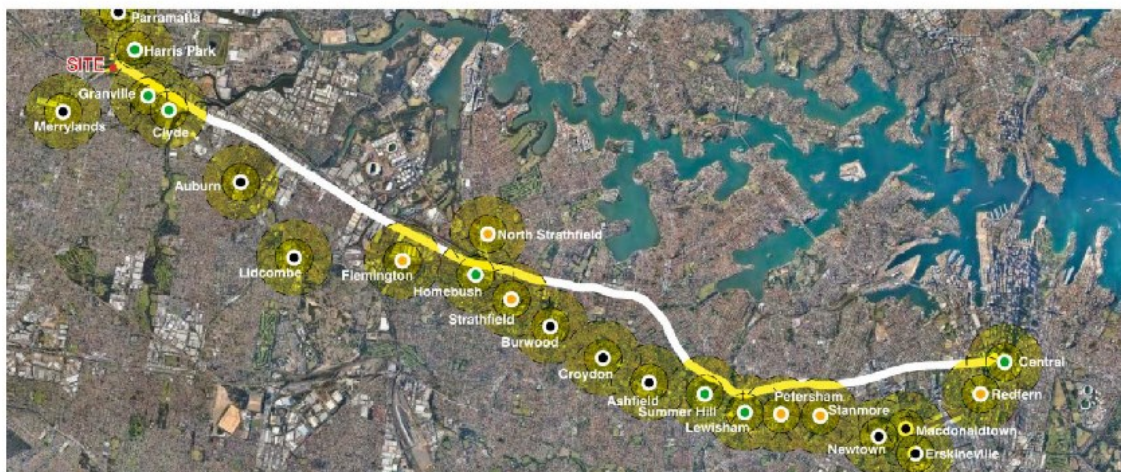 Parramatta
Harris Park
SITE
Granville
Merrylands
Clyde
Auburn
North Strathfield
Lidcombe
Flemington
Homebush
Strathfield
Burwood
Croydon
Central
Ashfield
Petersham
Redfern
Summer Hill
Stanmore
Lewisham
Macdonaldtown
Newtown
Erskineville